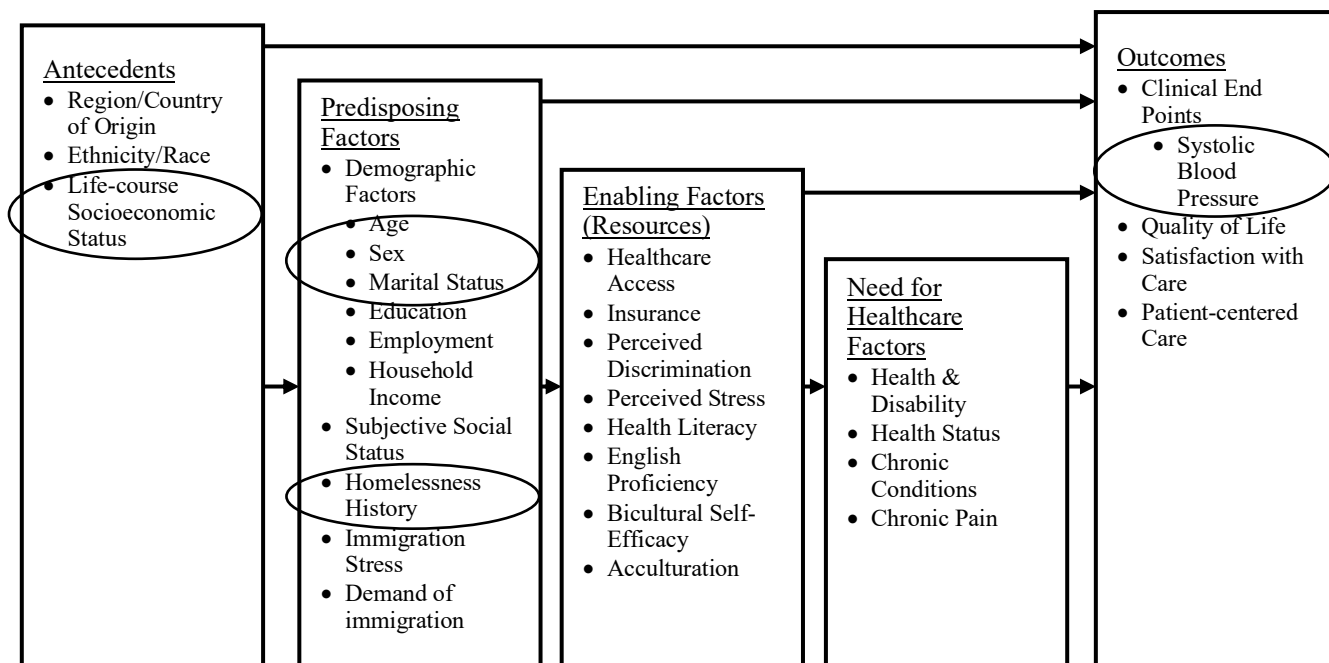 Antecedents
• Region/Country
of Origin
• Ethnicity/Race
• Life-course
Socioeconomic
Status
Predisposing
Factors
• Demographic
Factors
• Age
• Sex
• Marital Status
• Education
• Employment
• Household
Income
• Subjective Social
Status
• Homelessness
History
• Immigration
Stress
• Demand of
immigration
Enabling Factors
(Resources)
• Healthcare
Access
• Insurance
• Perceived
Discrimination
• Perceived Stress
• Health Literacy
• English
Proficiency
• Bicultural Self-
Efficacy
• Acculturation
Need for
Healthcare
Factors
• Health &
Disability
• Health Status
• Chronic
Conditions
• Chronic Pain
Outcomes
• Clinical End
Points
• Systolic
Blood
Pressure
• Quality of Life
• Satisfaction with
Care
• Patient-centered
Care